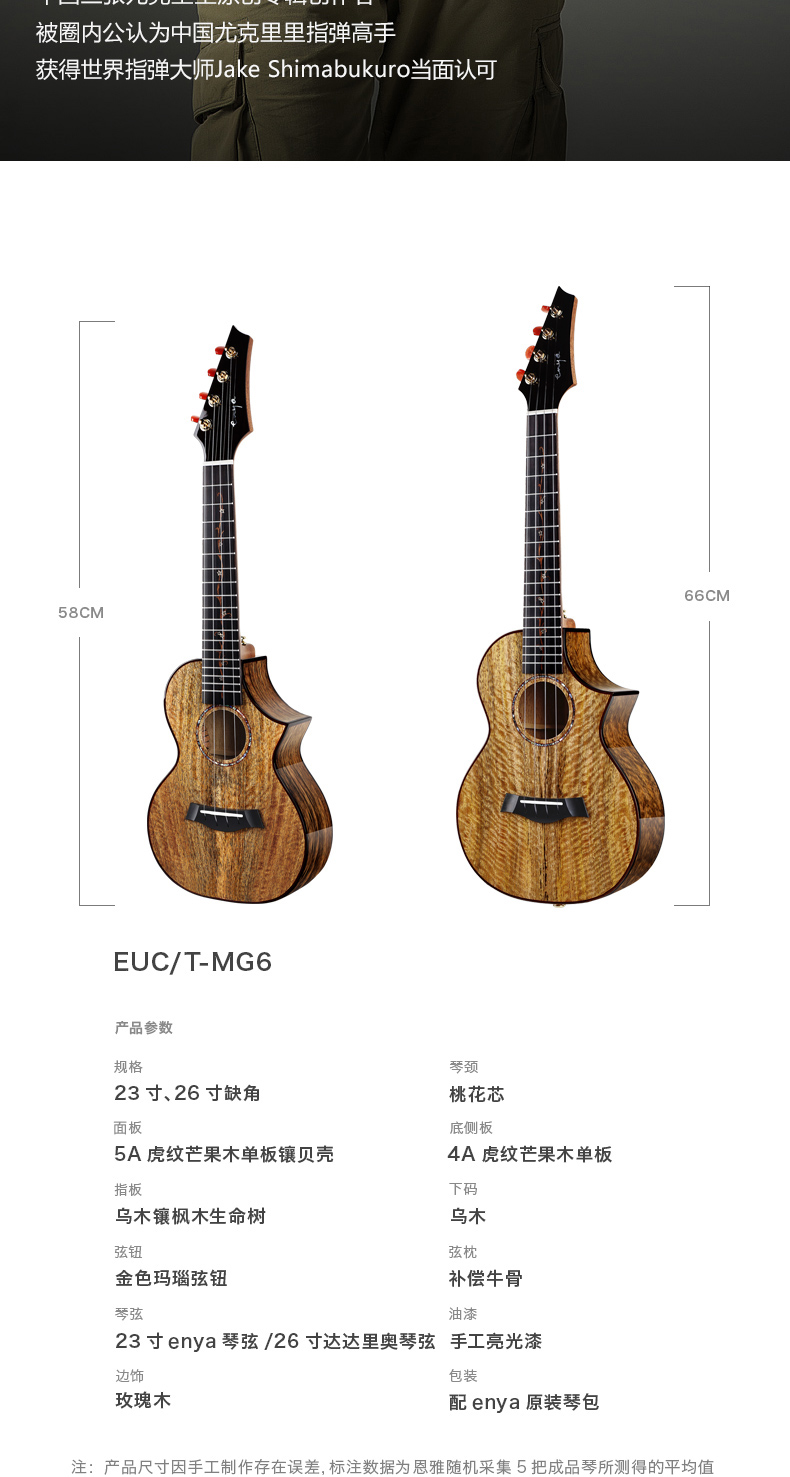 被圈内公认为中国尤克里里指弹高手
获得世界指弹大师Jake Shimabukuro当面认可
enya
enya
58CM
66CM
EUC/T-MG6
产品参数
规格
23 寸、26 寸缺角
琴颈
桃花芯
面板
5A 虎纹芒果木单板镶贝壳
底侧板
4A 虎纹芒果木单板
指板
乌木镶枫木生命树
下码
乌木
弦钮
金色玛瑙弦钮
弦枕
补偿牛骨
琴弦
23 寸 enya 琴弦 /26 寸达达里奥琴弦
油漆
手工亮光漆
边饰
玫瑰木
包装
配 enya 原装琴包
注：产品尺寸因手工制作存在误差, 标注数据为恩雅随机采集 5 把成品琴所测得的平均值